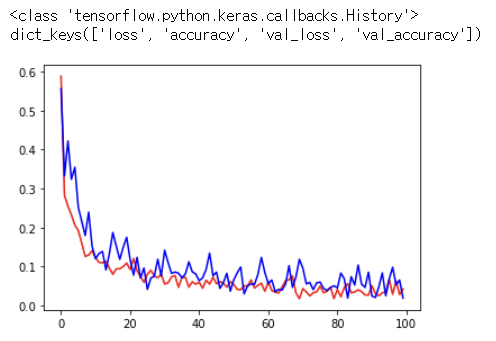 <class 'tensorflow.python.keras.callbacks.History'>
dict_keys(['loss', 'accuracy', 'val_loss', 'val_accuracy'])
0.6
0.5
0.4
0.3
0.2
0.1
0.0
0 20 40 60 80 100